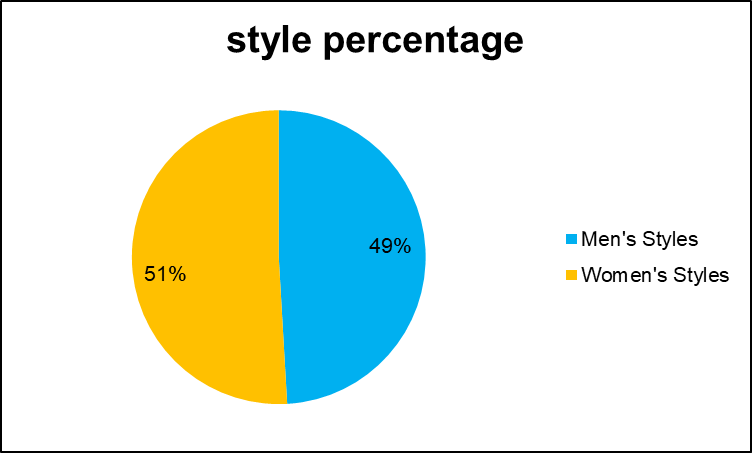 style percentage
49%
51%
Men's Styles
Women's Styles